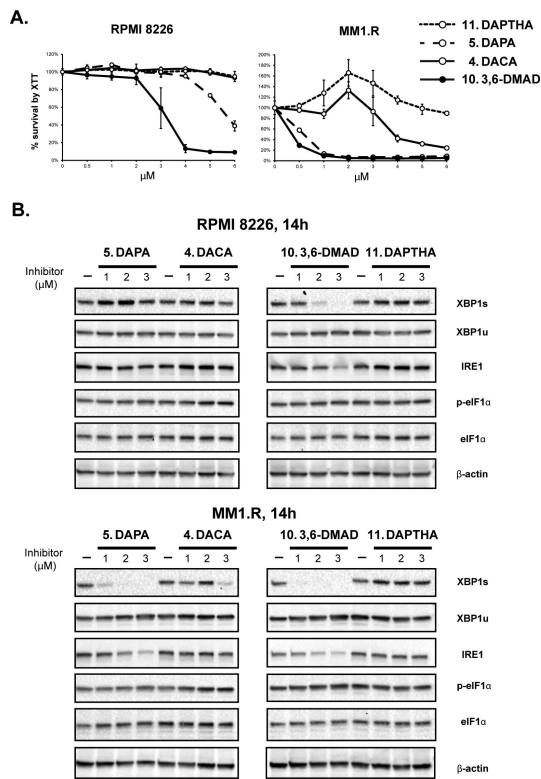 A.
RPMI 8226
MM1.R
11. DAPTHA
5. DAPA
4. DACA
10. 3,6-DMAD
% survival by XTT
120%
100%
80%
60%
40%
20%
0%
0 0.5 1 2 3 4 5 6
µM
200%
180%
160%
140%
120%
100%
80%
60%
40%
20%
0%
0 0.5 1 2 3 4 5 6
µM
B.
RPMI 8226, 14h
5. DAPA 4. DACA 10. 3,6-DMAD 11. DAPTHA
Inhibitor (µM)
– 1 2 3 – 1 2 3 – 1 2 3 – 1 2 3
XBP1s
XBP1u
IRE1
p-eIF1α
eIF1α
β-actin
MM1.R, 14h
5. DAPA 4. DACA 10. 3,6-DMAD 11. DAPTHA
Inhibitor (µM)
– 1 2 3 – 1 2 3 – 1 2 3 – 1 2 3
XBP1s
XBP1u
IRE1
p-eIF1α
eIF1α
β-actin